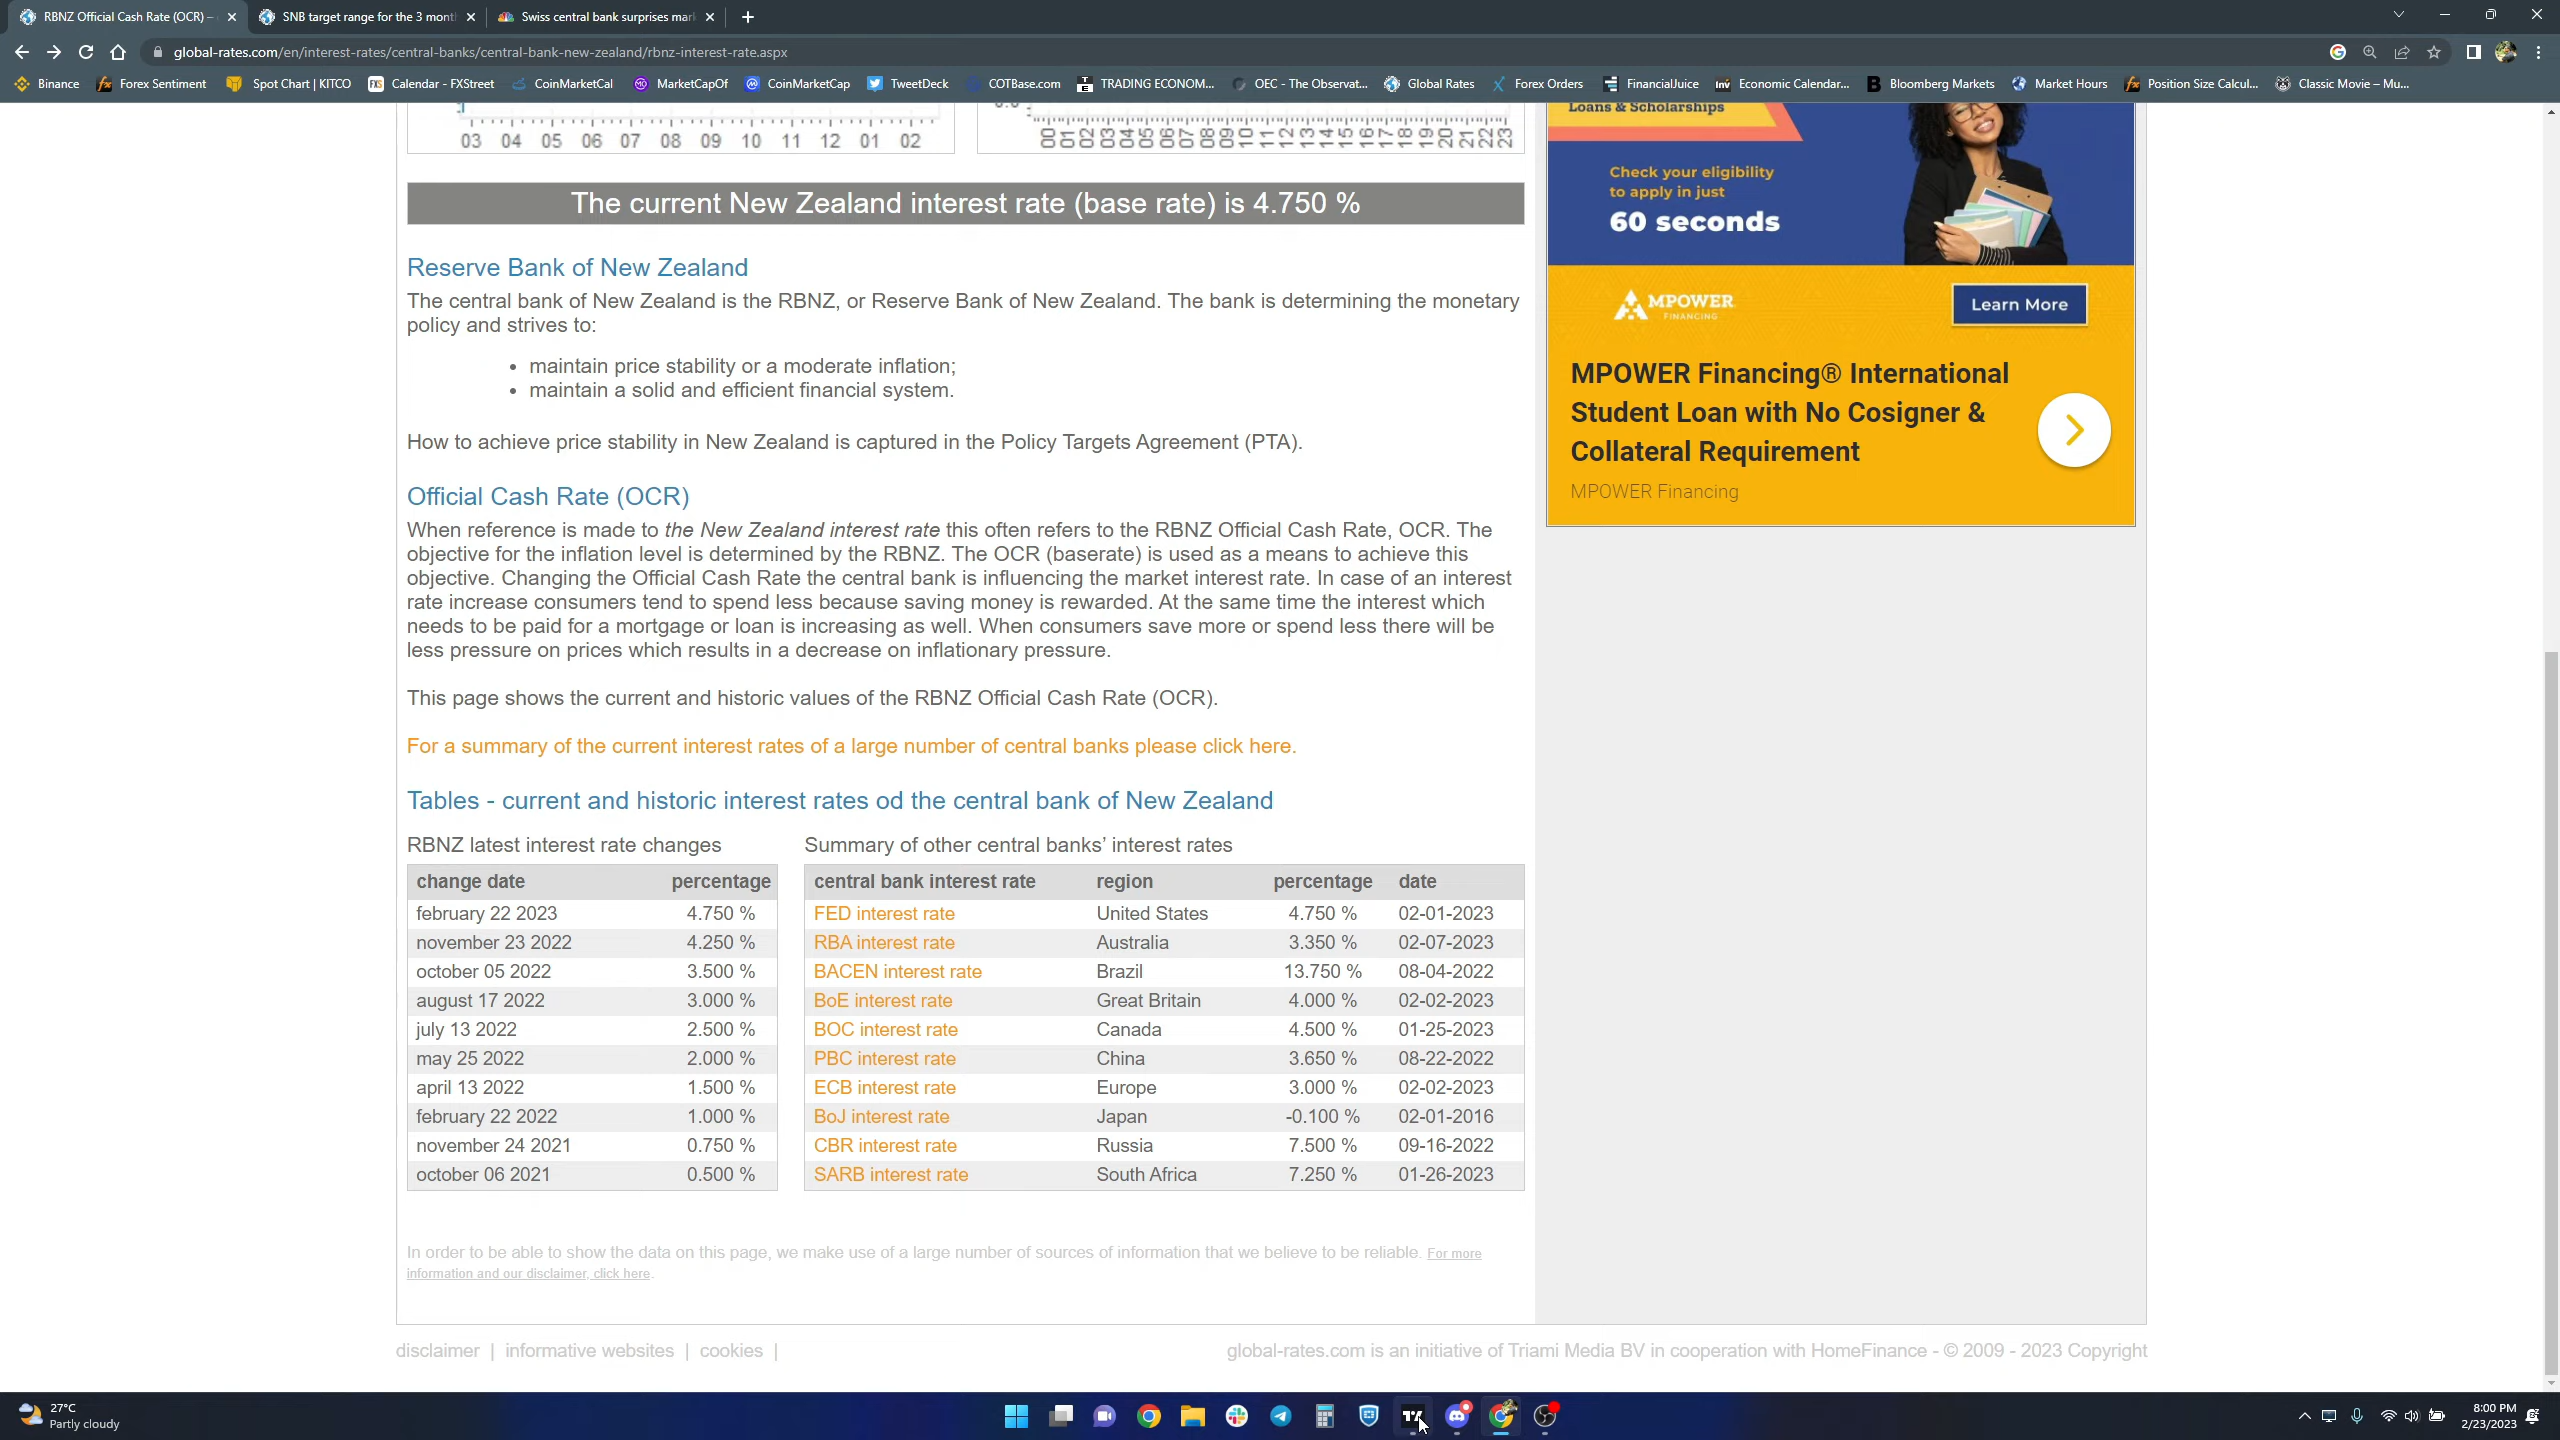 RBNZ Official Cash Rate (OCR) –
SNB target range for the 3 mont
Swiss central bank surprises mar
global-rates.com/en/interest-rates/central-banks/central-bank-new-zealand/rbnz-interest-rate.aspx
Binance
Forex Sentiment
Spot Chart | KITCO
Calendar - FXStreet
CoinMarketCal
MarketCapOf
CoinMarketCap
TweetDeck
COTBase.com
TRADING ECONOM...
OEC - The Observat...
Global Rates
Forex Orders
FinancialJuice
Economic Calendar...
Bloomberg Markets
Market Hours
Position Size Calcul...
Classic Movie – Mu...
03 04 05 06 07 08 09 10 11 12 01 02
00 01 02 03 04 05 06 07 08 09 10 11 12 13 14 15 16 17 18 19 20 21 22 23
Loans & Scholarships
Check your eligibility
to apply in just
60 seconds
MPOWER
FINANCING
Learn More
MPOWER Financing® International
Student Loan with No Cosigner &
Collateral Requirement
MPOWER Financing
The current New Zealand interest rate (base rate) is 4.750 %
Reserve Bank of New Zealand
The central bank of New Zealand is the RBNZ, or Reserve Bank of New Zealand. The bank is determining the monetary
policy and strives to:
• maintain price stability or a moderate inflation;
• maintain a solid and efficient financial system.
How to achieve price stability in New Zealand is captured in the Policy Targets Agreement (PTA).
Official Cash Rate (OCR)
When reference is made to the New Zealand interest rate this often refers to the RBNZ Official Cash Rate, OCR. The
objective for the inflation level is determined by the RBNZ. The OCR (baserate) is used as a means to achieve this
objective. Changing the Official Cash Rate the central bank is influencing the market interest rate. In case of an interest
rate increase consumers tend to spend less because saving money is rewarded. At the same time the interest which
needs to be paid for a mortgage or loan is increasing as well. When consumers save more or spend less there will be
less pressure on prices which results in a decrease on inflationary pressure.
This page shows the current and historic values of the RBNZ Official Cash Rate (OCR).
For a summary of the current interest rates of a large number of central banks please click here.
Tables - current and historic interest rates od the central bank of New Zealand
RBNZ latest interest rate changes
change date percentage
february 22 2023 4.750 %
november 23 2022 4.250 %
october 05 2022 3.500 %
august 17 2022 3.000 %
july 13 2022 2.500 %
may 25 2022 2.000 %
april 13 2022 1.500 %
february 22 2022 1.000 %
november 24 2021 0.750 %
october 06 2021 0.500 %
Summary of other central banks' interest rates
central bank interest rate region percentage date
FED interest rate United States 4.750 % 02-01-2023
RBA interest rate Australia 3.350 % 02-07-2023
BACEN interest rate Brazil 13.750 % 08-04-2022
BoE interest rate Great Britain 4.000 % 02-02-2023
BOC interest rate Canada 4.500 % 01-25-2023
PBC interest rate China 3.650 % 08-22-2022
ECB interest rate Europe 3.000 % 02-02-2023
BoJ interest rate Japan -0.100 % 02-01-2016
CBR interest rate Russia 7.500 % 09-16-2022
SARB interest rate South Africa 7.250 % 01-26-2023
In order to be able to show the data on this page, we make use of a large number of sources of information that we believe to be reliable. For more
information and our disclaimer, click here.
disclaimer | informative websites | cookies |
global-rates.com is an initiative of Triami Media BV in cooperation with HomeFinance - © 2009 - 2023 Copyright
27°C
Partly cloudy
8:00 PM
2/23/2023